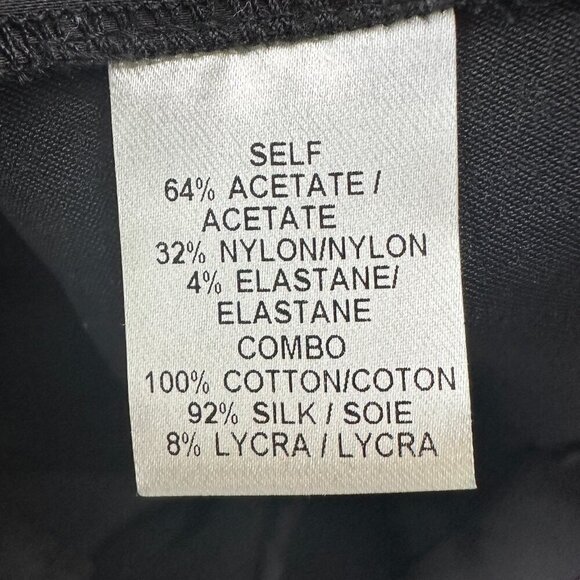 SELF
64% ACETATE /
ACETATE
32% NYLON/NYLON
4% ELASTANE/
ELASTANE
COMBO
100% COTTON/COTON
92% SILK / SOIE
8% LYCRA / LYCRA